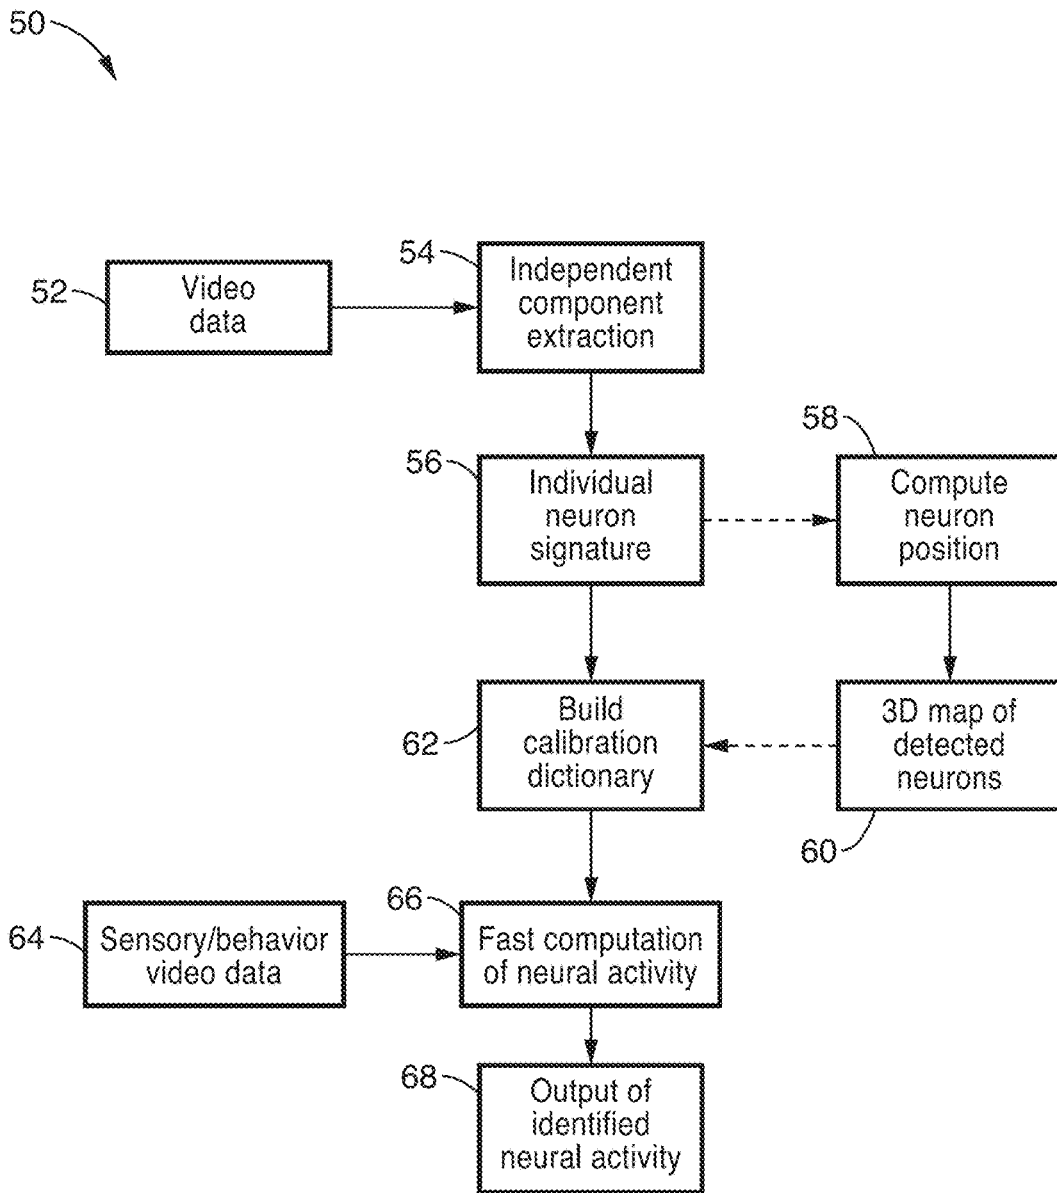 50
54
Independent
component
extraction
52
Video
data
58
56
Individual
neuron
signature
Compute
neuron
position
62
Build
calibration
dictionary
3D map of
detected
neurons
60
66
64
Sensory/behavior
video data
Fast computation
of neural activity
68
Output of
identified
neural activity